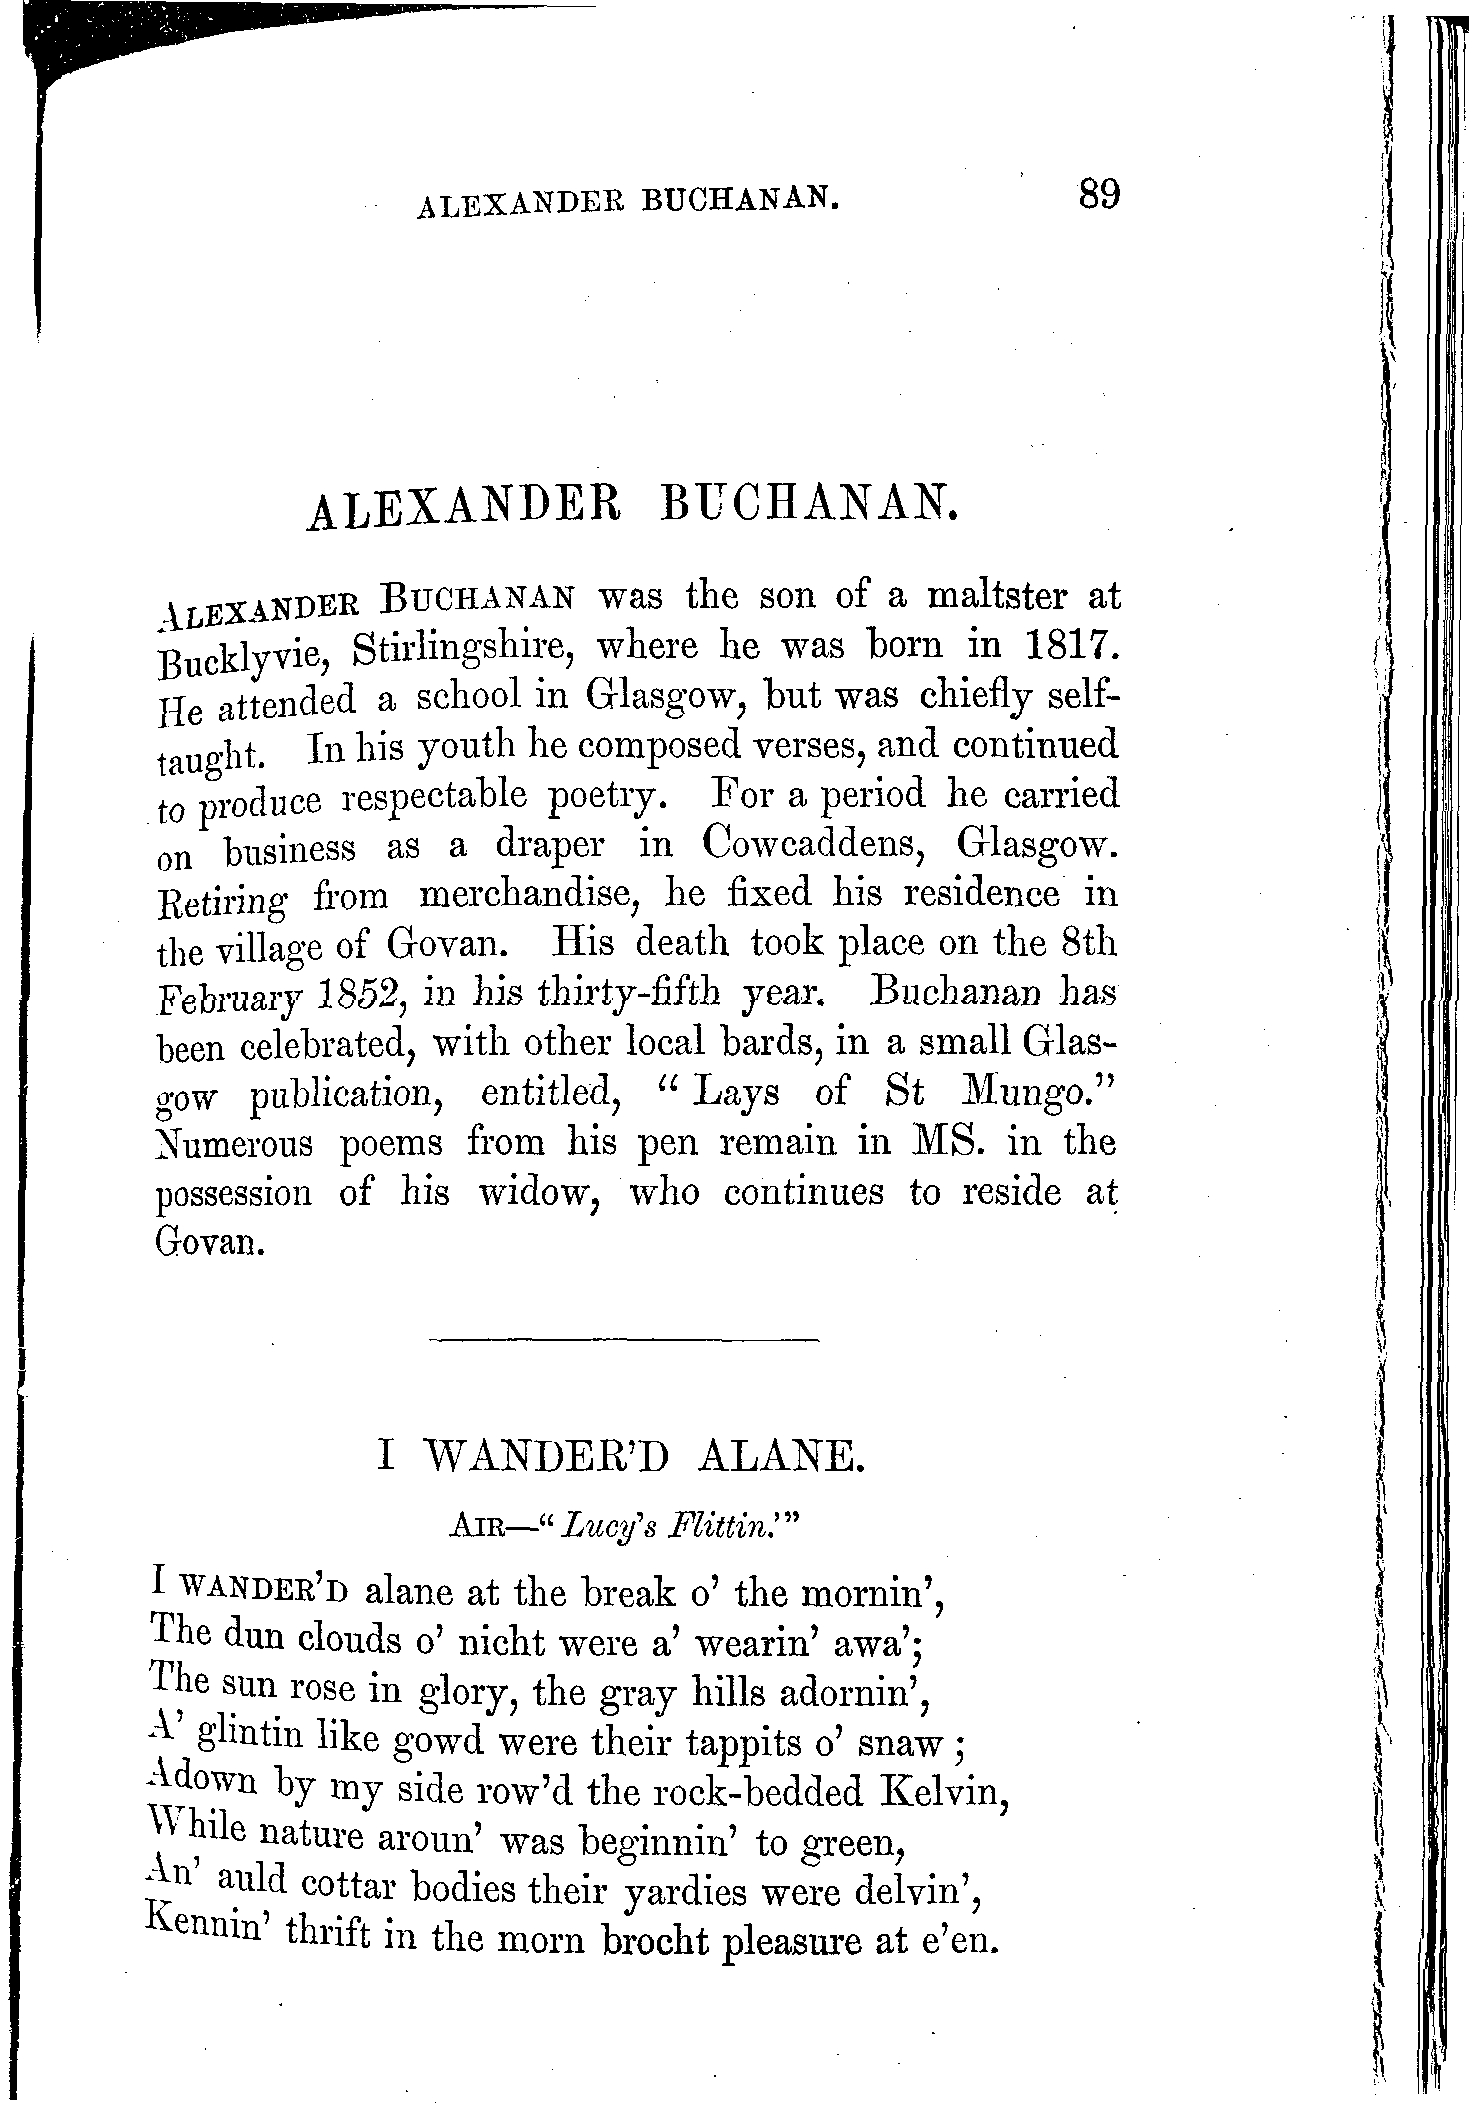 ALEXANDER BUCHANAN. 89
ALEXANDER BUCHANAN.
ALEXANDER BUCHANAN was the son of a maltster at
Bucklyvie, Stirlingshire, where he was born in 1817.
He attended a school in Glasgow, but was chiefly self-
taught. In his youth he composed verses, and continued
to produce respectable poetry. For a period he carried
on business as a draper in Cowcaddens, Glasgow.
Retiring from merchandise, he fixed his residence in
the village of Govan. His death took place on the 8th
February 1852, in his thirty-fifth year. Buchanan has
been celebrated, with other local bards, in a small Glas-
gow publication, entitled, “ Lays of St Mungo.”
Numerous poems from his pen remain in MS. in the
possession of his widow, who continues to reside at
Govan.
I WANDER’D ALANE.
AIR—“ Lucy’s Flittin.’”
I WANDER’D alane at the break o’ the mornin’,
The dun clouds o’ nicht were a’ wearin’ awa’;
The sun rose in glory, the gray hills adornin’,
A’ glintin like gowd were their tappits o’ snaw ;
Adown by my side row’d the rock-bedded Kelvin,
While nature aroun’ was beginnin’ to green,
An’ auld cottar bodies their yardies were delvin’,
Kennin’ thrift in the morn brocht pleasure at e’en.